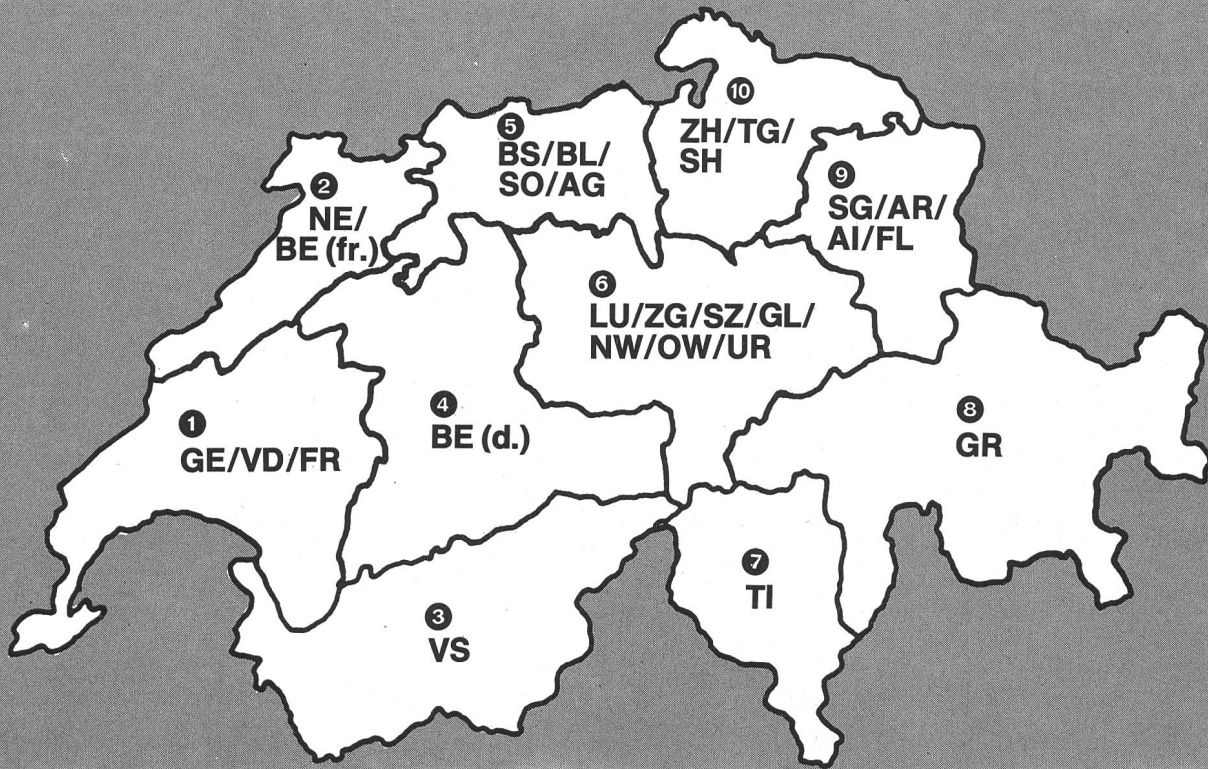 10
ZH/TG/
SH
5
BS/BL/
SO/AG
9
SG/AR/
AI/FL
2
NE/
BE (fr.)
6
LU/ZG/SZ/GL/
NW/OW/UR
4
BE (d.)
1
GE/VD/FR
8
GR
7
TI
3
VS